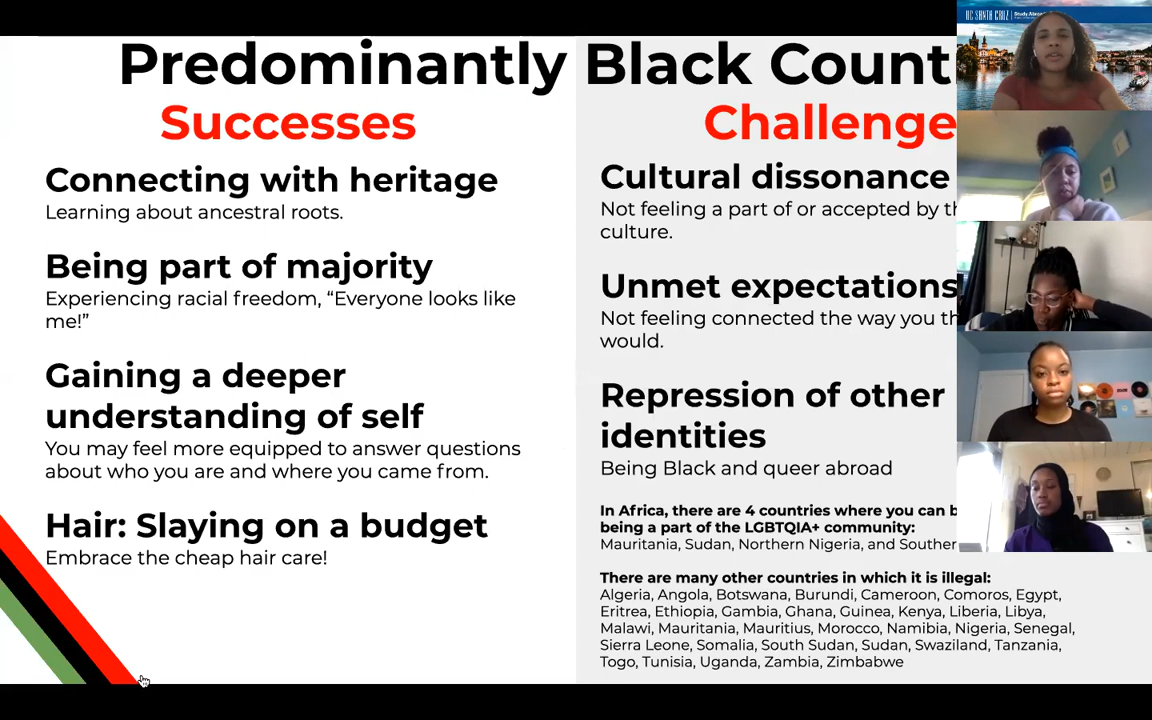 Predominantly Black Count
Successes
Connecting with heritage
Learning about ancestral roots.
Being part of majority
Experiencing racial freedom, “Everyone looks like
me!”
Gaining a deeper
understanding of self
You may feel more equipped to answer questions
about who you are and where you came from.
Hair: Slaying on a budget
Embrace the cheap hair care!
Challenge
Cultural dissonance
Not feeling a part of or accepted by th
culture.
Unmet expectations
Not feeling connected the way you th
would.
Repression of other
identities
Being Black and queer abroad
In Africa, there are 4 countries where you can b
being a part of the LGBTQIA+ community:
Mauritania, Sudan, Northern Nigeria, and Souther
There are many other countries in which it is illegal:
Algeria, Angola, Botswana, Burundi, Cameroon, Comoros, Egypt,
Eritrea, Ethiopia, Gambia, Ghana, Guinea, Kenya, Liberia, Libya,
Malawi, Mauritania, Mauritius, Morocco, Namibia, Nigeria, Senegal,
Sierra Leone, Somalia, South Sudan, Sudan, Swaziland, Tanzania,
Togo, Tunisia, Uganda, Zambia, Zimbabwe
UC SANTA CRUZ Study Abroad